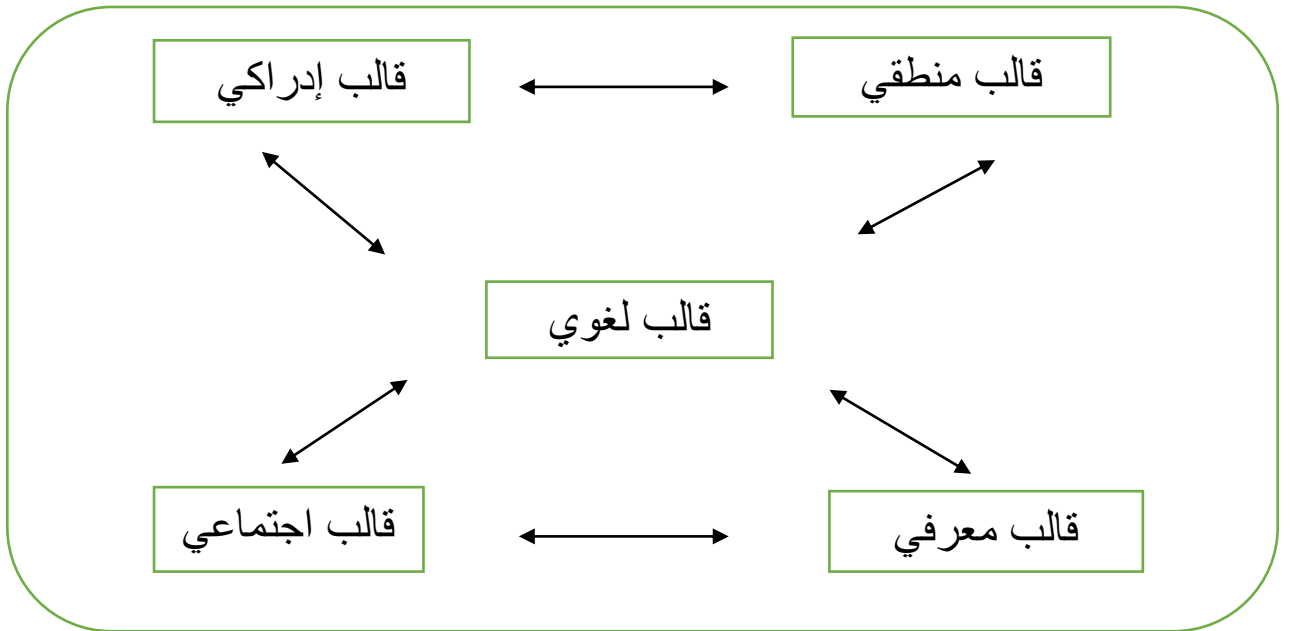 قالب منطقي
قالب إدراكي
قالب لغوي
قالب معرفي
قالب اجتماعي